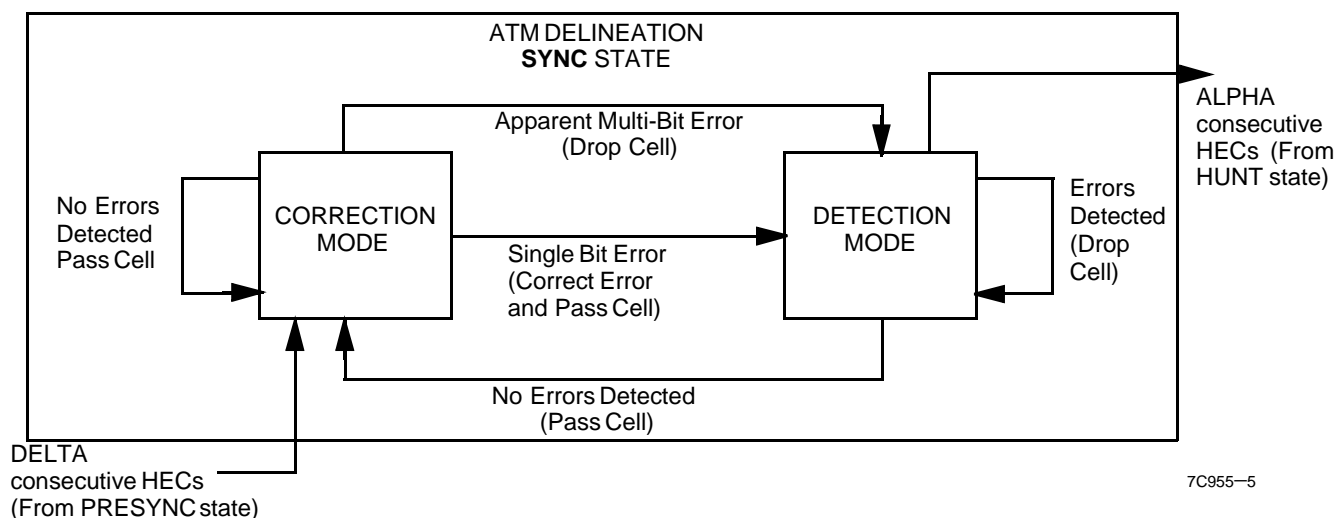 ATM DELINEATION
SYNC STATE
ALPHA
consecutive
HECs (From
HUNT state)
Apparent Multi-Bit Error
(Drop Cell)
No Errors
Detected
Pass Cell
CORRECTION
MODE
Single Bit Error
(Correct Error
and Pass Cell)
DETECTION
MODE
Errors
Detected
(Drop
Cell)
No Errors Detected
(Pass Cell)
DELTA
consecutive HECs
(From PRESYNC state)
7C955–5